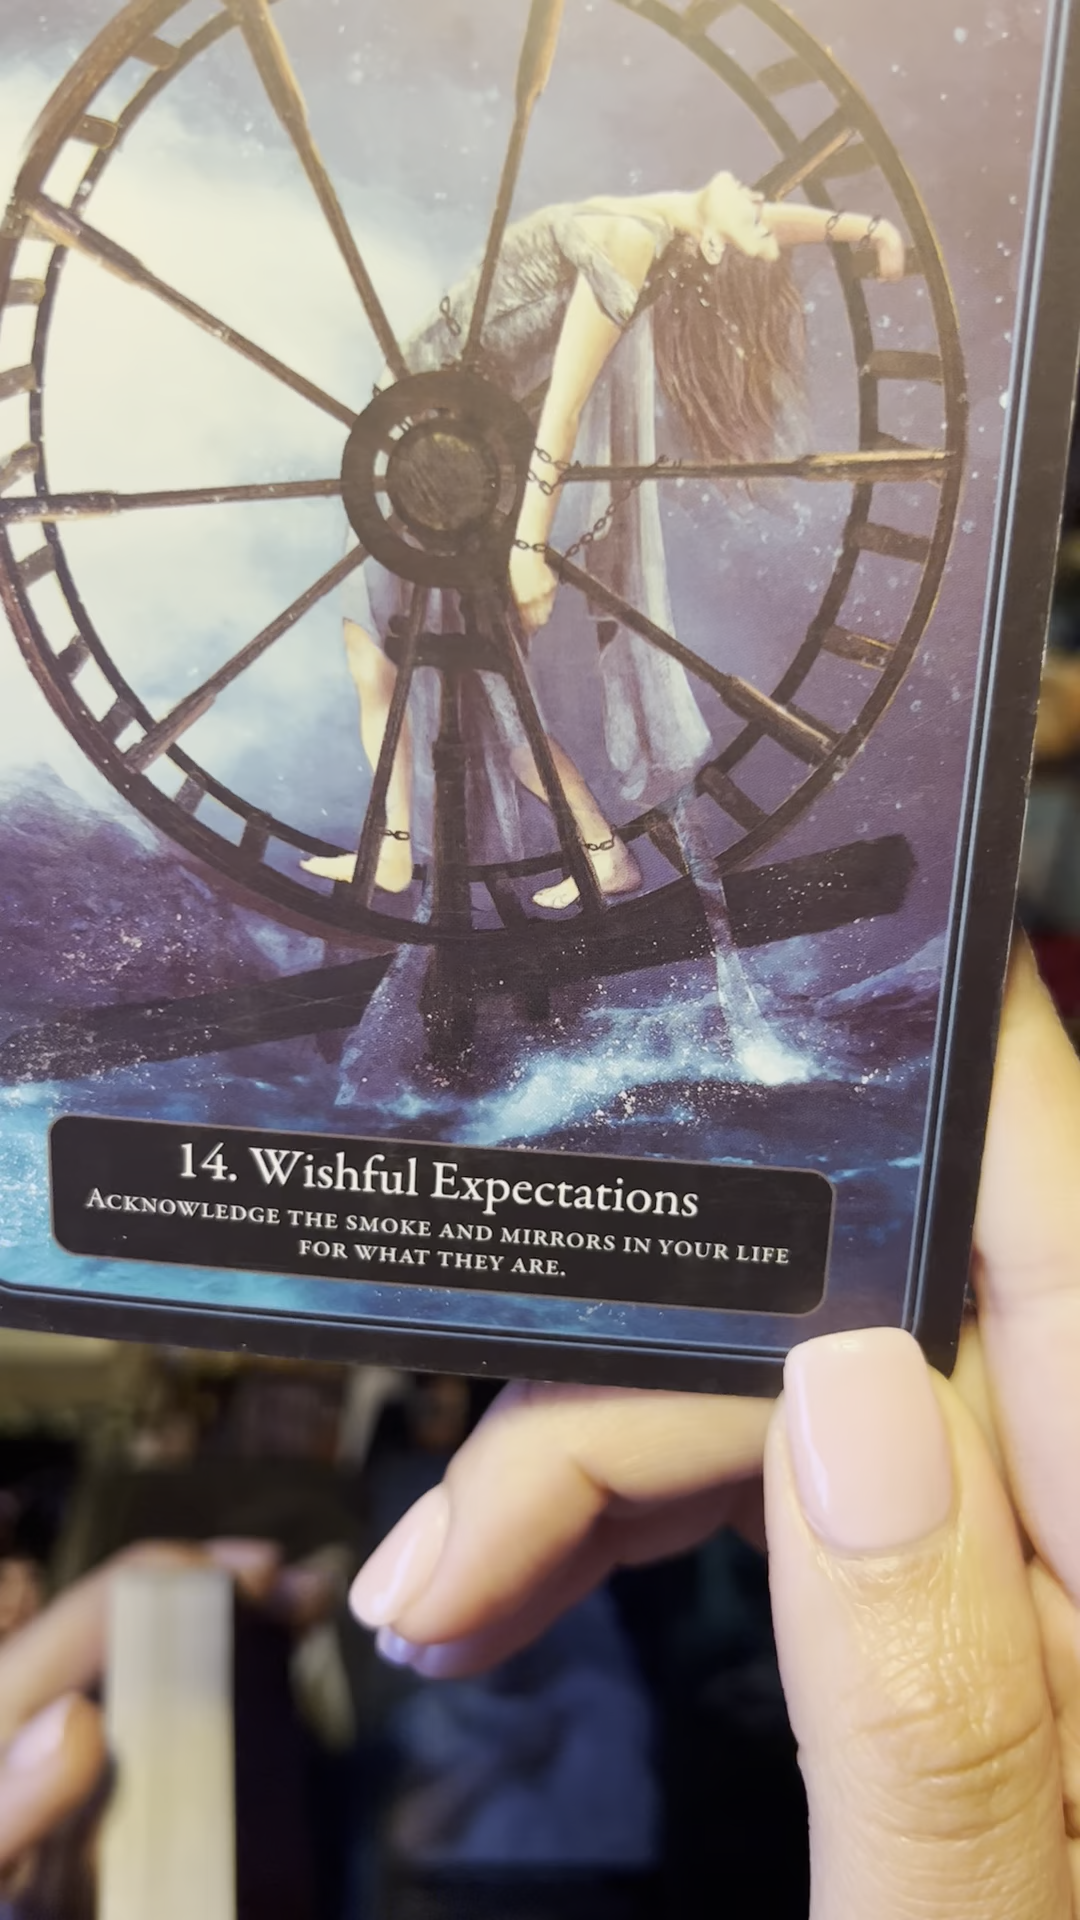 14. Wishful Expectations
Acknowledge the smoke and mirrors in your life
for what they are.